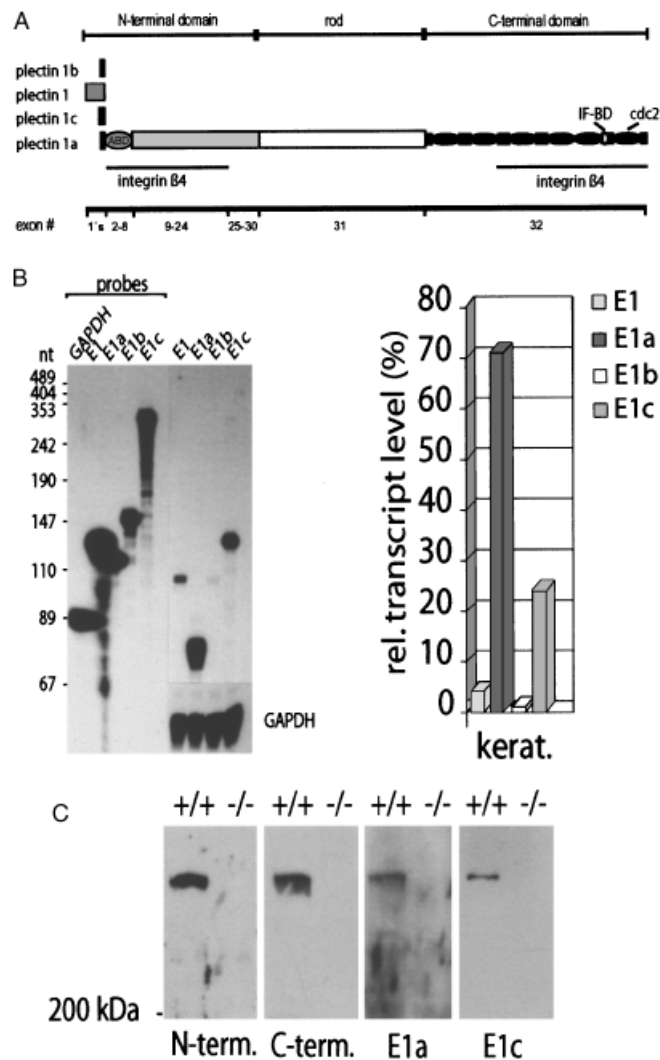 A
N-terminal domain rod C-terminal domain
plectin 1b
plectin 1
plectin 1c
IF-BD cdc2
plectin 1a ABD
integrin ß4 integrin ß4
exon # 1´s 2-8 9-24 25-30 31 32
B
probes
nt GAPDH E1 E1a E1b E1c E1 E1a E1b E1c
489
404
353
242
190
147
110
89
67
GAPDH
rel. transcript level (%)
80
70
60
50
40
30
20
10
0
kerat.
E1
E1a
E1b
E1c
C
+/+ -/- +/+ -/- +/+ -/- +/+ -/-
200 kDa
N-term. C-term. E1a E1c